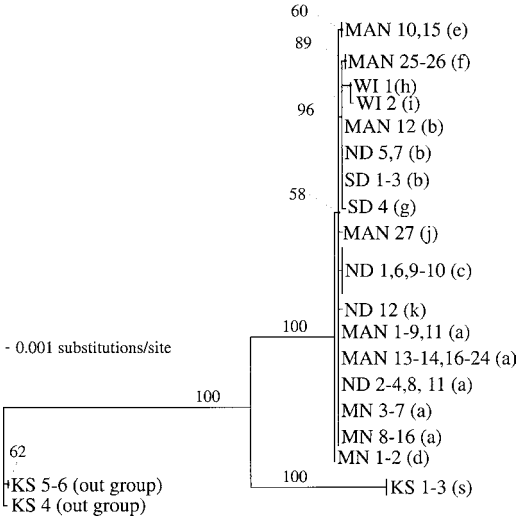 60
MAN 10,15 (e)
89
MAN 25-26 (f)
WI 1(h)
WI 2 (i)
96
MAN 12 (b)
ND 5,7 (b)
SD 1-3 (b)
58
SD 4 (g)
MAN 27 (j)
ND 1,6,9-10 (c)
ND 12 (k)
100
MAN 1-9,11 (a)
- 0.001 substitutions/site
MAN 13-14,16-24 (a)
ND 2-4,8, 11 (a)
100
MN 3-7 (a)
MN 8-16 (a)
62
MN 1-2 (d)
100
KS 5-6 (out group)
KS 1-3 (s)
KS 4 (out group)